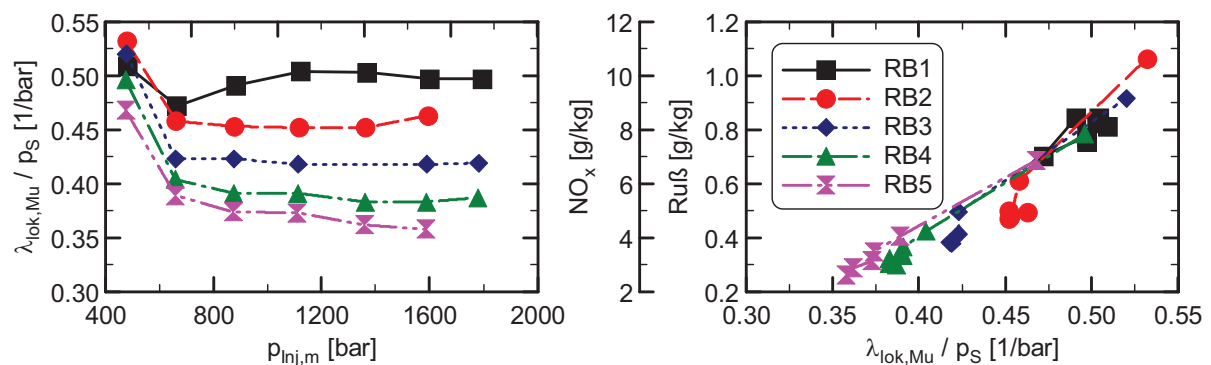 λlok,Mu / pS [1/bar]
0.55
0.50
0.45
0.40
0.35
0.30
400 800 1200 1600 2000
pInj,m [bar]
NOx [g/kg]
12
10
8
6
4
2
Ruß [g/kg]
1.2
1.0
0.8
0.6
0.4
0.2
RB1
RB2
RB3
RB4
RB5
0.30 0.35 0.40 0.45 0.50 0.55
λlok,Mu / pS [1/bar]